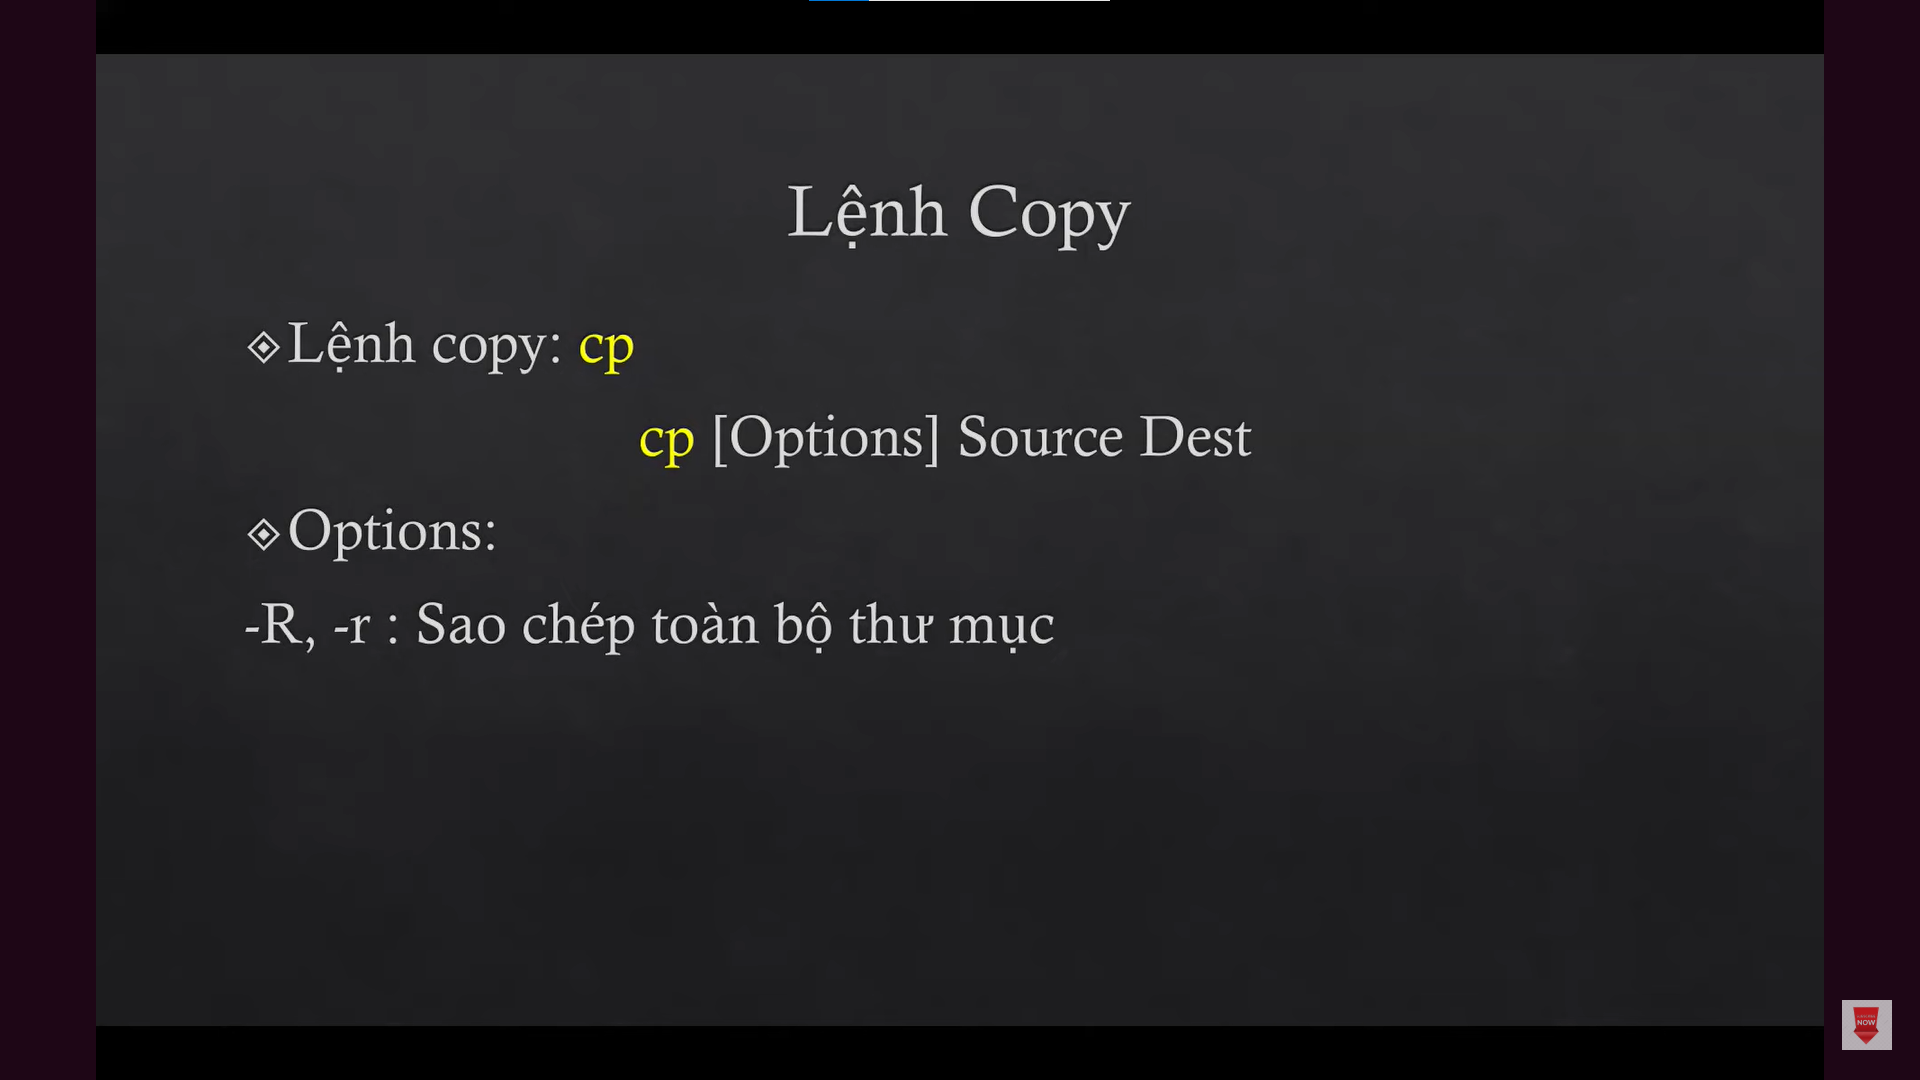 Lệnh Copy
Lệnh copy: cp
cp [Options] Source Dest
Options:
-R, -r : Sao chép toàn bộ thư mục
NOW